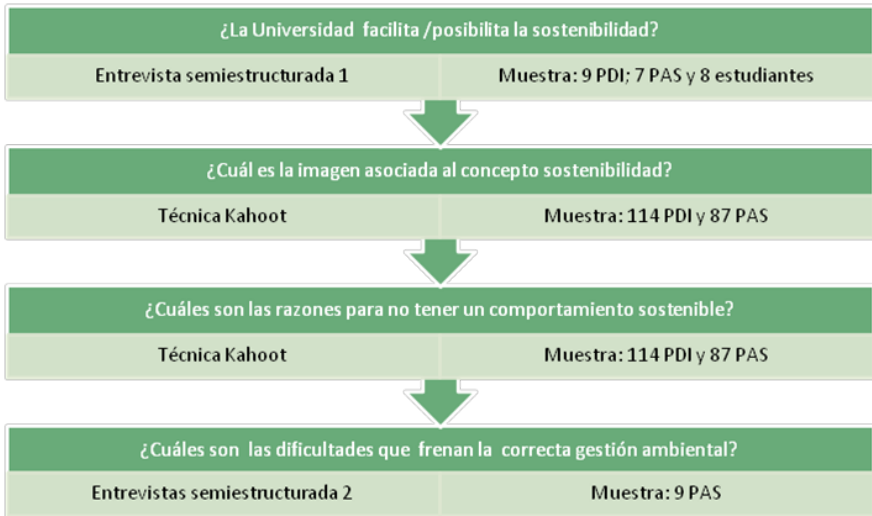 ¿La Universidad facilita /posibilita la sostenibilidad?
Entrevista semiestructurada 1
Muestra: 9 PDI; 7 PAS y 8 estudiantes
¿Cuál es la imagen asociada al concepto sostenibilidad?
Técnica Kahoot
Muestra: 114 PDI y 87 PAS
¿Cuáles son las razones para no tener un comportamiento sostenible?
Técnica Kahoot
Muestra: 114 PDI y 87 PAS
¿Cuáles son las dificultades que frenan la correcta gestión ambiental?
Entrevistas semiestructurada 2
Muestra: 9 PAS